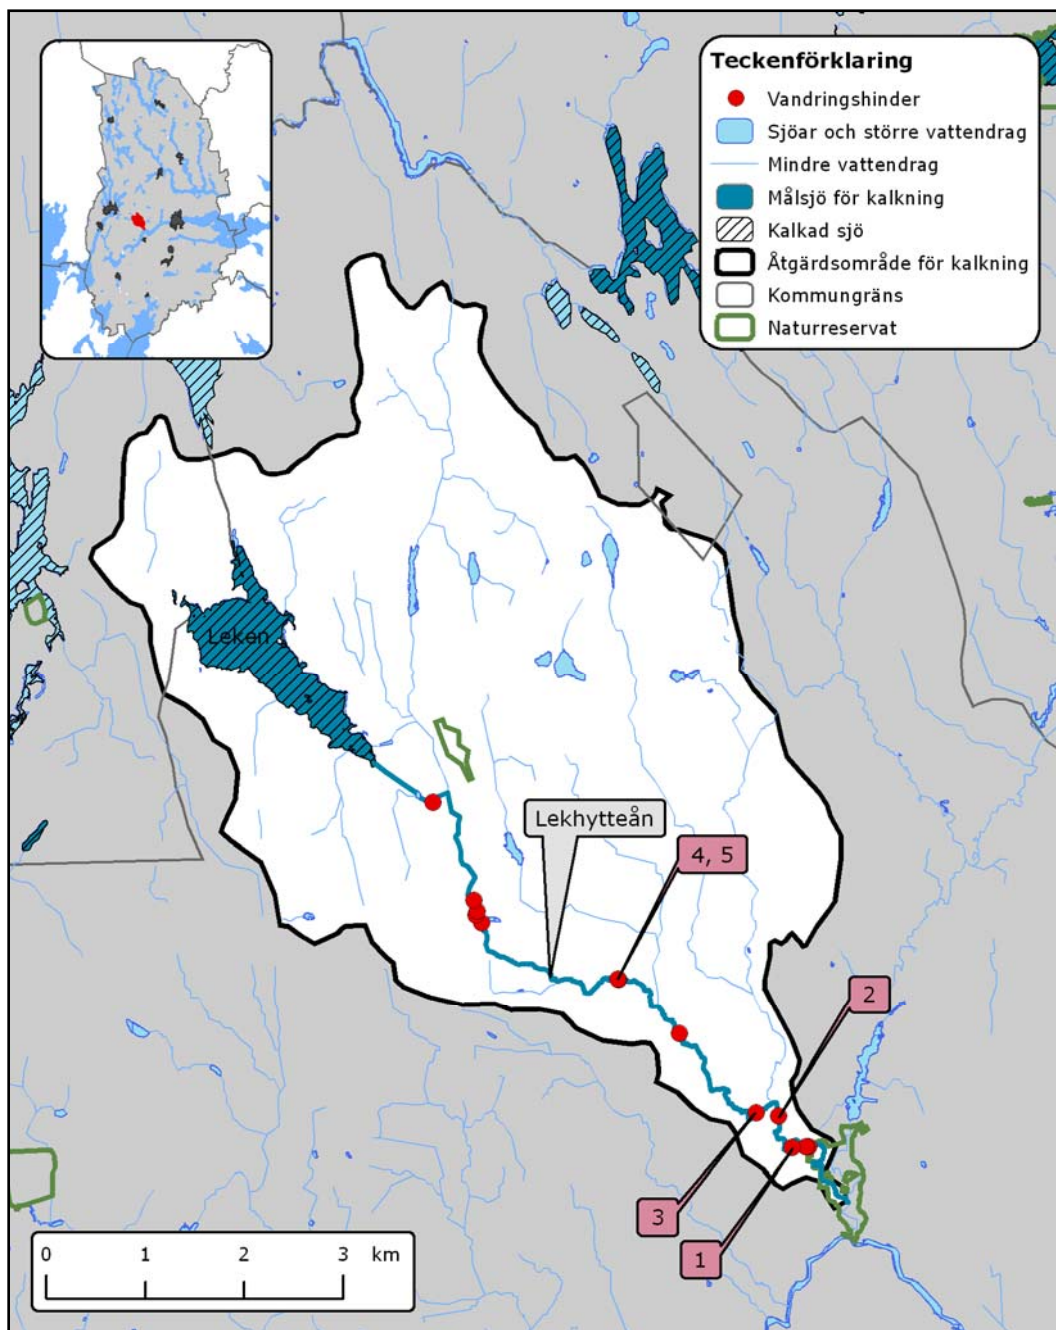 Teckenförklaring
Vandringshinder
Sjöar och större vattendrag
Mindre vattendrag
Målsjö för kalkning
Kalkad sjö
Åtgärdsområde för kalkning
Kommungräns
Naturreservat
Leken
Lekhytteån
4, 5
2
3
1
0 1 2 3 km